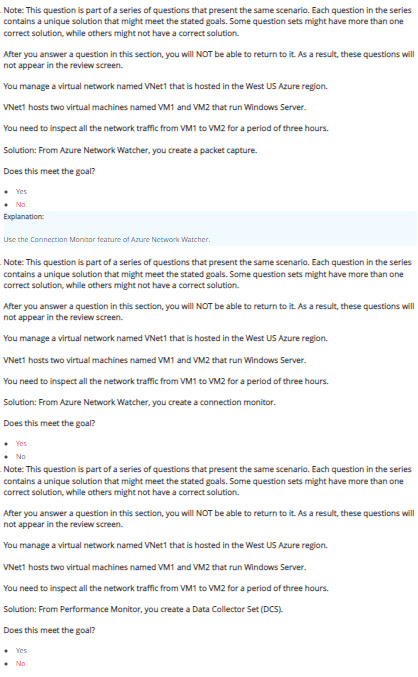 Note: This question is part of a series of questions that present the same scenario. Each question in the series
contains a unique solution that might meet the stated goals. Some question sets might have more than one
correct solution, while others might not have a correct solution.
After you answer a question in this section, you will NOT be able to return to it. As a result, these questions will
not appear in the review screen.
You manage a virtual network named VNet1 that is hosted in the West US Azure region.
VNet1 hosts two virtual machines named VM1 and VM2 that run Windows Server.
You need to inspect all the network traffic from VM1 to VM2 for a period of three hours.
Solution: From Azure Network Watcher, you create a packet capture.
Does this meet the goal?
• Yes
• No
Explanation:
Use the Connection Monitor feature of Azure Network Watcher.
Note: This question is part of a series of questions that present the same scenario. Each question in the series
contains a unique solution that might meet the stated goals. Some question sets might have more than one
correct solution, while others might not have a correct solution.
After you answer a question in this section, you will NOT be able to return to it. As a result, these questions will
not appear in the review screen.
You manage a virtual network named VNet1 that is hosted in the West US Azure region.
VNet1 hosts two virtual machines named VM1 and VM2 that run Windows Server.
You need to inspect all the network traffic from VM1 to VM2 for a period of three hours.
Solution: From Azure Network Watcher, you create a connection monitor.
Does this meet the goal?
• Yes
• No
Note: This question is part of a series of questions that present the same scenario. Each question in the series
contains a unique solution that might meet the stated goals. Some question sets might have more than one
correct solution, while others might not have a correct solution.
After you answer a question in this section, you will NOT be able to return to it. As a result, these questions will
not appear in the review screen.
You manage a virtual network named VNet1 that is hosted in the West US Azure region.
VNet1 hosts two virtual machines named VM1 and VM2 that run Windows Server.
You need to inspect all the network traffic from VM1 to VM2 for a period of three hours.
Solution: From Performance Monitor, you create a Data Collector Set (DCS).
Does this meet the goal?
• Yes
• No